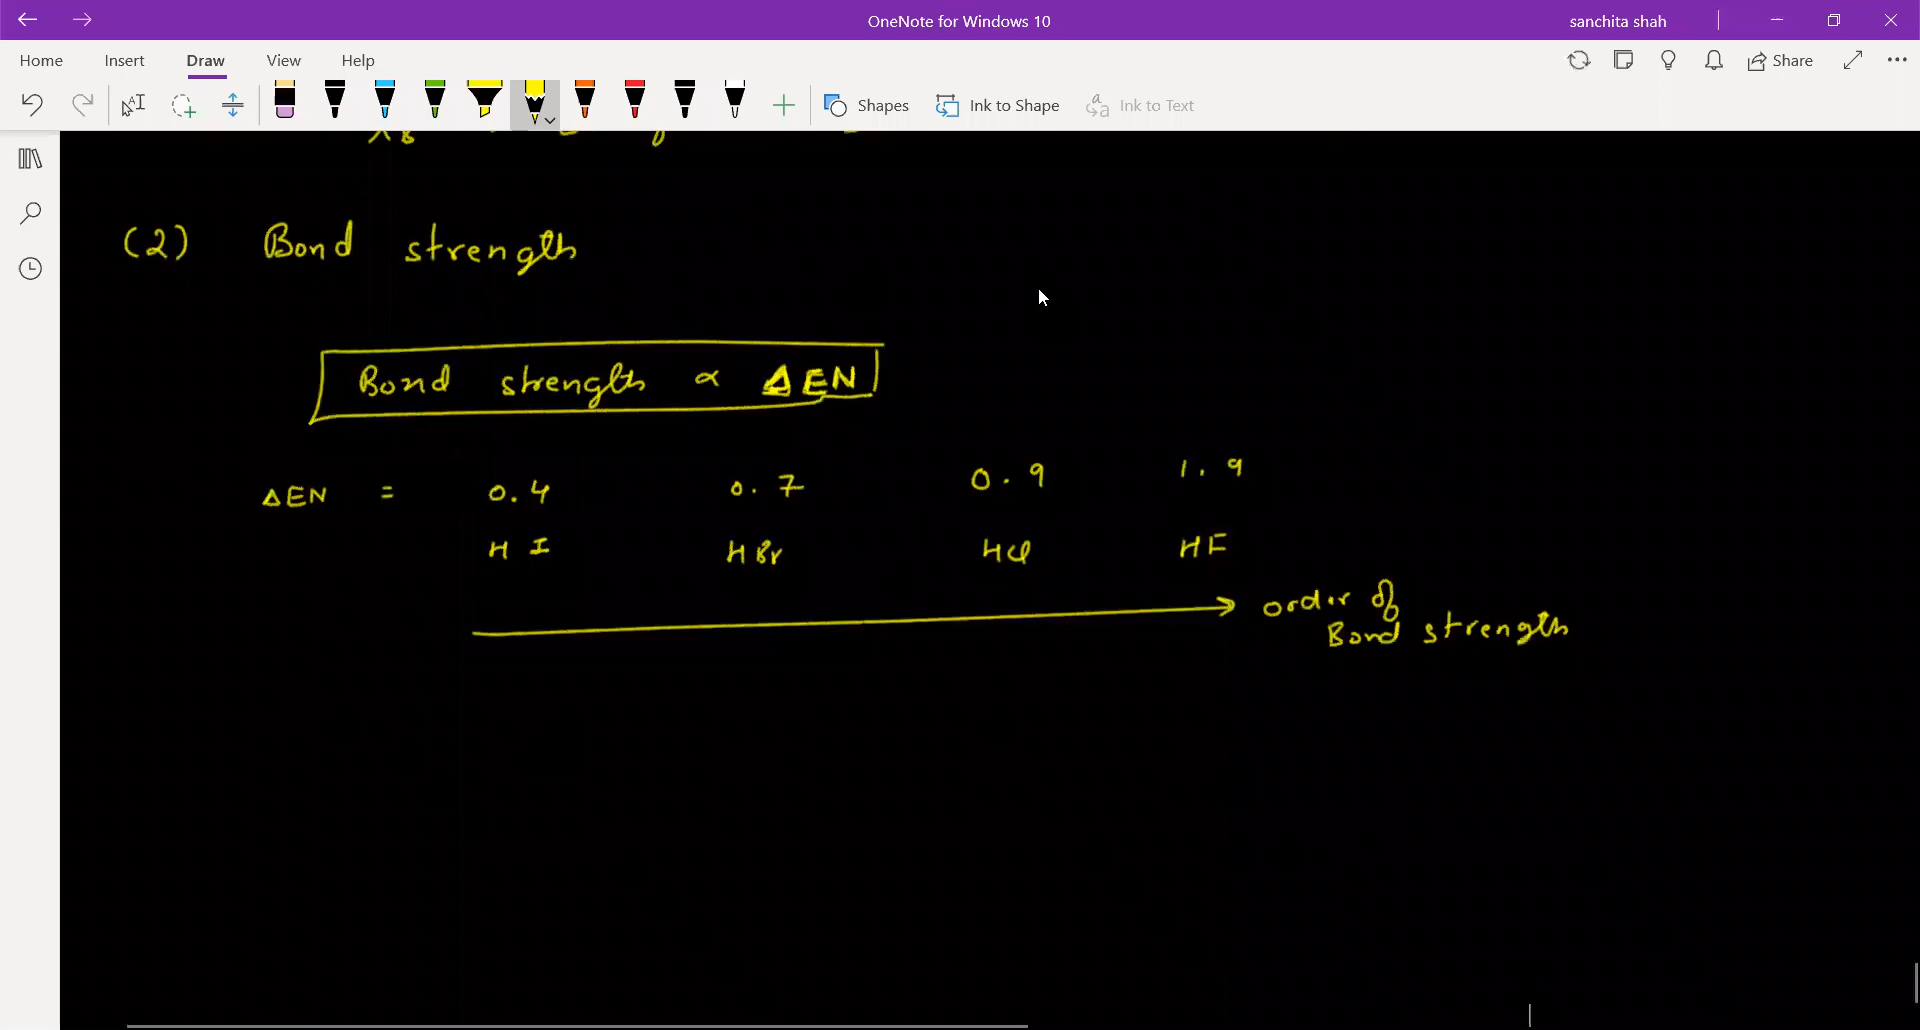 OneNote for Windows 10
sanchita shah
Home Insert Draw View Help
Share
Shapes Ink to Shape Ink to Text
(2) Bond strength
Bond strength ∝ ΔEN
ΔEN = 0.4 0.7 0.9 1.9
HI HBr HCl HF
order of
Bond strength